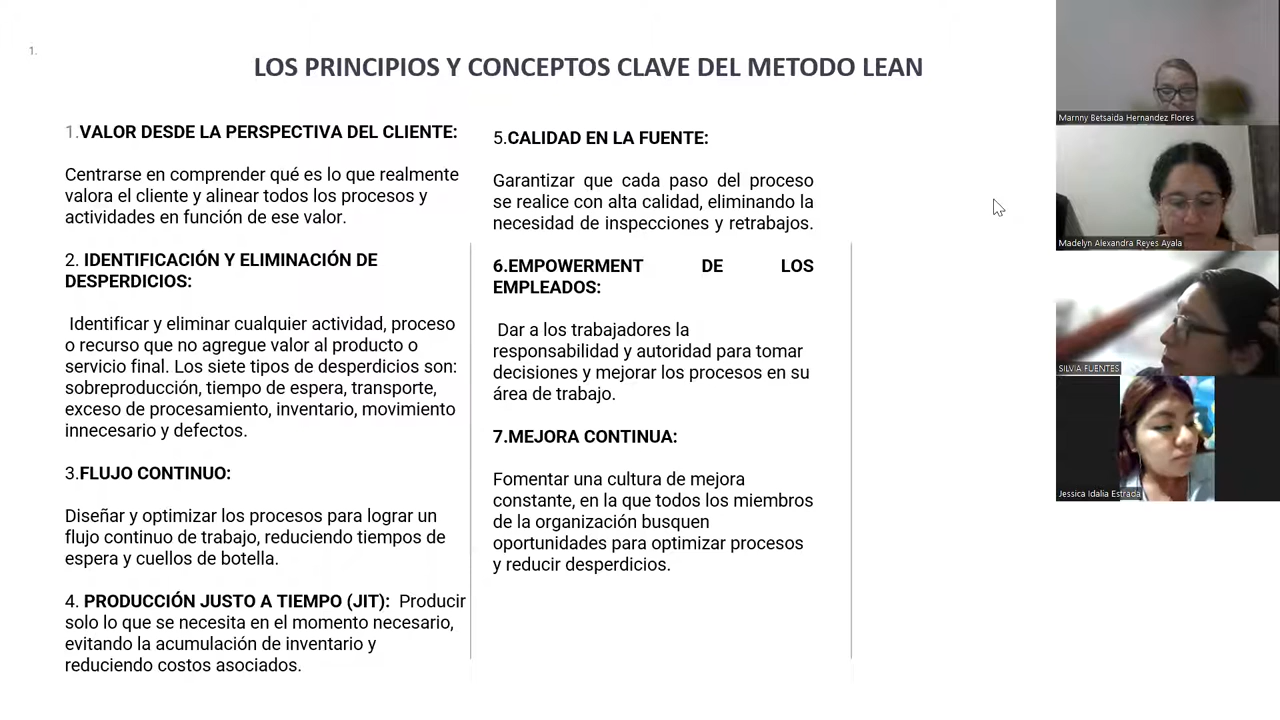 1.
LOS PRINCIPIOS Y CONCEPTOS CLAVE DEL METODO LEAN
1.VALOR DESDE LA PERSPECTIVA DEL CLIENTE:
Centrarse en comprender qué es lo que realmente
valora el cliente y alinear todos los procesos y
actividades en función de ese valor.
2. IDENTIFICACIÓN Y ELIMINACIÓN DE
DESPERDICIOS:
Identificar y eliminar cualquier actividad, proceso
o recurso que no agregue valor al producto o
servicio final. Los siete tipos de desperdicios son:
sobreproducción, tiempo de espera, transporte,
exceso de procesamiento, inventario, movimiento
innecesario y defectos.
3.FLUJO CONTINUO:
Diseñar y optimizar los procesos para lograr un
flujo continuo de trabajo, reduciendo tiempos de
espera y cuellos de botella.
4. PRODUCCIÓN JUSTO A TIEMPO (JIT): Producir
solo lo que se necesita en el momento necesario,
evitando la acumulación de inventario y
reduciendo costos asociados.
5.CALIDAD EN LA FUENTE:
Garantizar que cada paso del proceso
se realice con alta calidad, eliminando la
necesidad de inspecciones y retrabajos.
6.EMPOWERMENT DE LOS
EMPLEADOS:
Dar a los trabajadores la
responsabilidad y autoridad para tomar
decisiones y mejorar los procesos en su
área de trabajo.
7.MEJORA CONTINUA:
Fomentar una cultura de mejora
constante, en la que todos los miembros
de la organización busquen
oportunidades para optimizar procesos
y reducir desperdicios.
Marnny Betsaida Hernandez Flores
Madelyn Alexandra Reyes Ayala
SILVIA FUENTES
Jessica Idalia Estrada